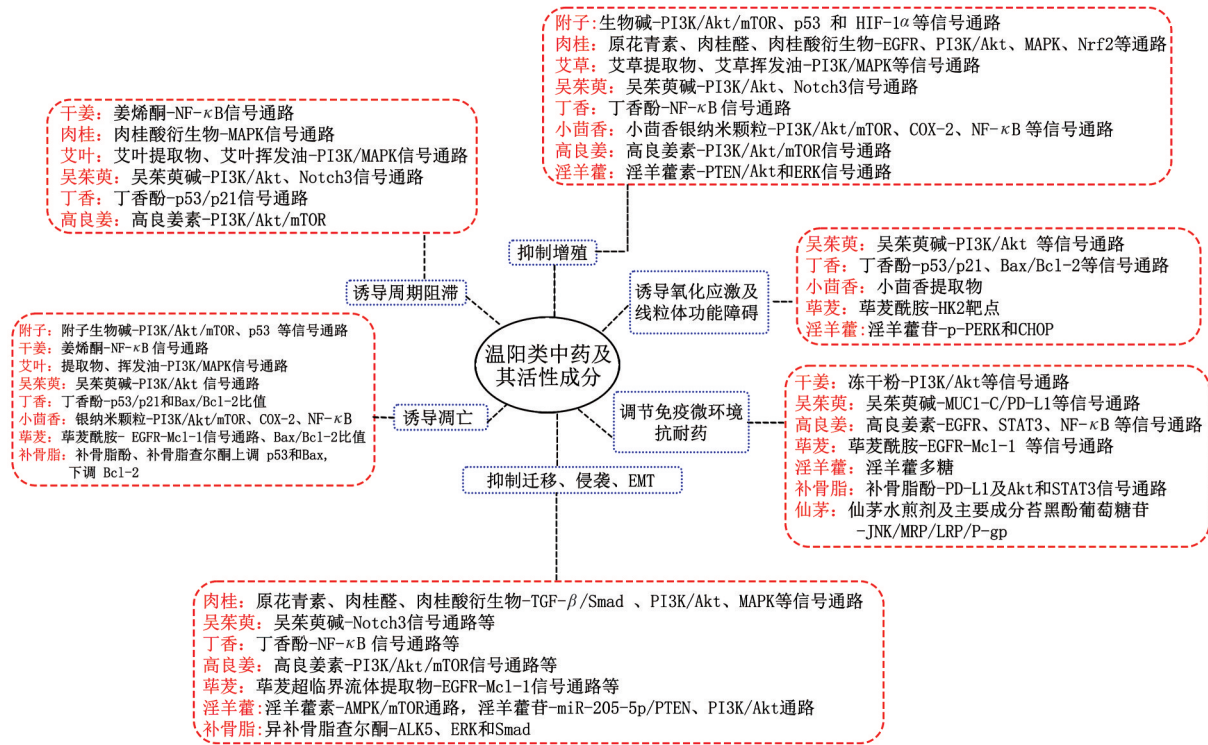 附子:生物碱-PI3K/Akt/mTOR、p53 和 HIF-1α等信号通路
肉桂：原花青素、肉桂醛、肉桂酸衍生物-EGFR、PI3K/Akt、MAPK、Nrf2等通路
艾草：艾草提取物、艾草挥发油-PI3K/MAPK等信号通路
吴茱萸：吴茱萸碱-PI3K/Akt、Notch3信号通路
丁香：丁香酚-NF-κB信号通路
小茴香：小茴香银纳米颗粒-PI3K/Akt/mTOR、COX-2、NF-κB 等信号通路
高良姜：高良姜素-PI3K/Akt/mTOR信号通路
淫羊藿：淫羊藿素-PTEN/Akt和ERK信号通路
干姜：姜烯酮-NF-κB信号通路
肉桂：肉桂酸衍生物-MAPK信号通路
艾叶：艾叶提取物、艾叶挥发油-PI3K/MAPK信号通路
吴茱萸：吴茱萸碱-PI3K/Akt、Notch3信号通路
丁香：丁香酚-p53/p21信号通路
高良姜：高良姜素-PI3K/Akt/mTOR
抑制增殖
诱导周期阻滞
诱导氧化应激及
线粒体功能障碍
吴茱萸：吴茱萸碱-PI3K/Akt 等信号通路
丁香：丁香酚-p53/p21、Bax/Bcl-2等信号通路
小茴香：小茴香提取物
荜茇：荜茇酰胺-HK2靶点
淫羊藿：淫羊藿苷-p-PERK和CHOP
温阳类中药及
其活性成分
附子：附子生物碱-PI3K/Akt/mTOR、p53 等信号通路
干姜：姜烯酮-NF-κB 信号通路
艾叶：提取物、挥发油-PI3K/MAPK信号通路
吴茱萸：吴茱萸碱-PI3K/Akt 信号通路
丁香：丁香酚-p53/p21和Bax/Bcl-2比值
小茴香：银纳米颗粒-PI3K/Akt/mTOR、COX-2、NF-κB
荜茇：荜茇酰胺- EGFR-Mcl-1信号通路、Bax/Bcl-2比值
补骨脂：补骨脂酚、补骨脂查尔酮上调 p53和Bax,
下调 Bcl-2
诱导凋亡
调节免疫微环境
抗耐药
干姜：冻干粉-PI3K/Akt等信号通路
吴茱萸：吴茱萸碱-MUC1-C/PD-L1等信号通路
高良姜：高良姜素-EGFR、STAT3、NF-κB 等信号通路
荜茇：荜茇酰胺-EGFR-Mcl-1 等信号通路
淫羊藿：淫羊藿多糖
补骨脂：补骨脂酚-PD-L1及Akt和STAT3信号通路
仙茅：仙茅水煎剂及主要成分苔黑酚葡萄糖苷
-JNK/MRP/LRP/P-gp
抑制迁移、侵袭、EMT
肉桂：原花青素、肉桂醛、肉桂酸衍生物-TGF-β/Smad 、PI3K/Akt、MAPK等信号通路
吴茱萸：吴茱萸碱-Notch3信号通路等
丁香：丁香酚-NF-κB 信号通路等
高良姜：高良姜素-PI3K/Akt/mTOR信号通路等
荜茇：荜茇超临界流体提取物-EGFR-Mcl-1信号通路等
淫羊藿:淫羊藿素-AMPK/mTOR通路，淫羊藿苷-miR-205-5p/PTEN、PI3K/Akt通路
补骨脂:异补骨脂查尔酮-ALK5、ERK和Smad